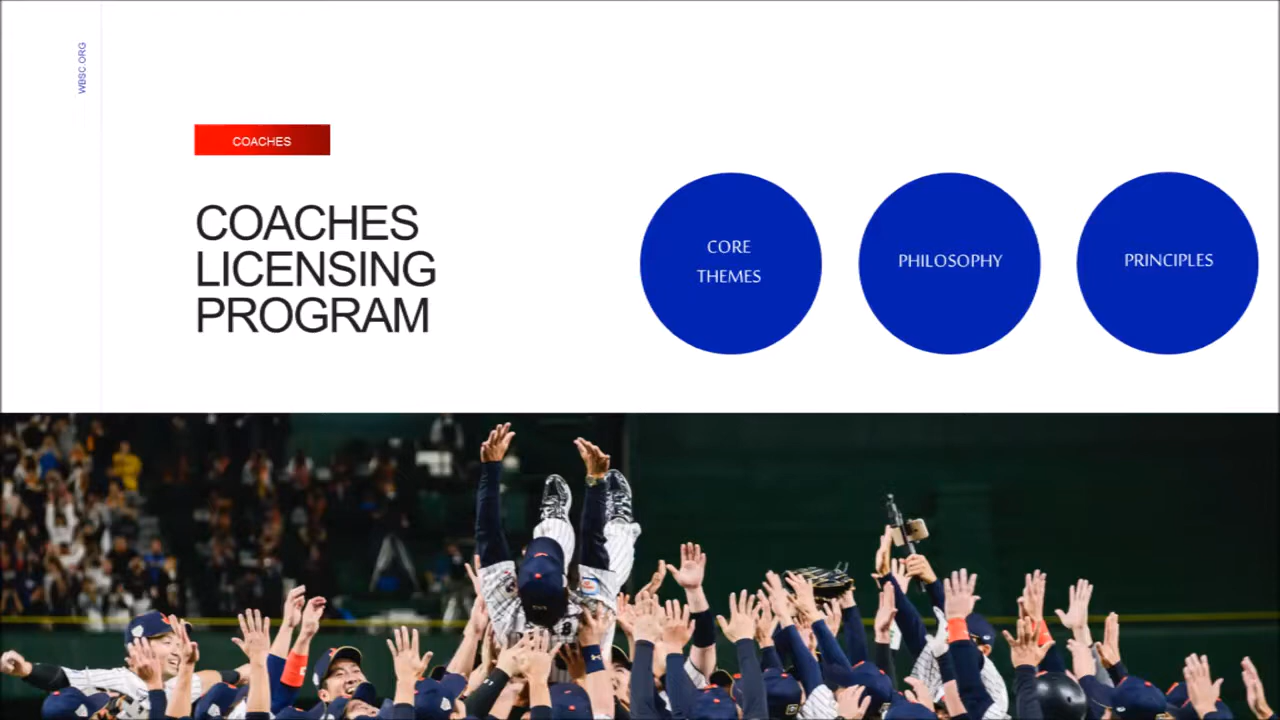 WBSC.ORG
COACHES
COACHES
LICENSING
PROGRAM
CORE
THEMES
PHILOSOPHY
PRINCIPLES